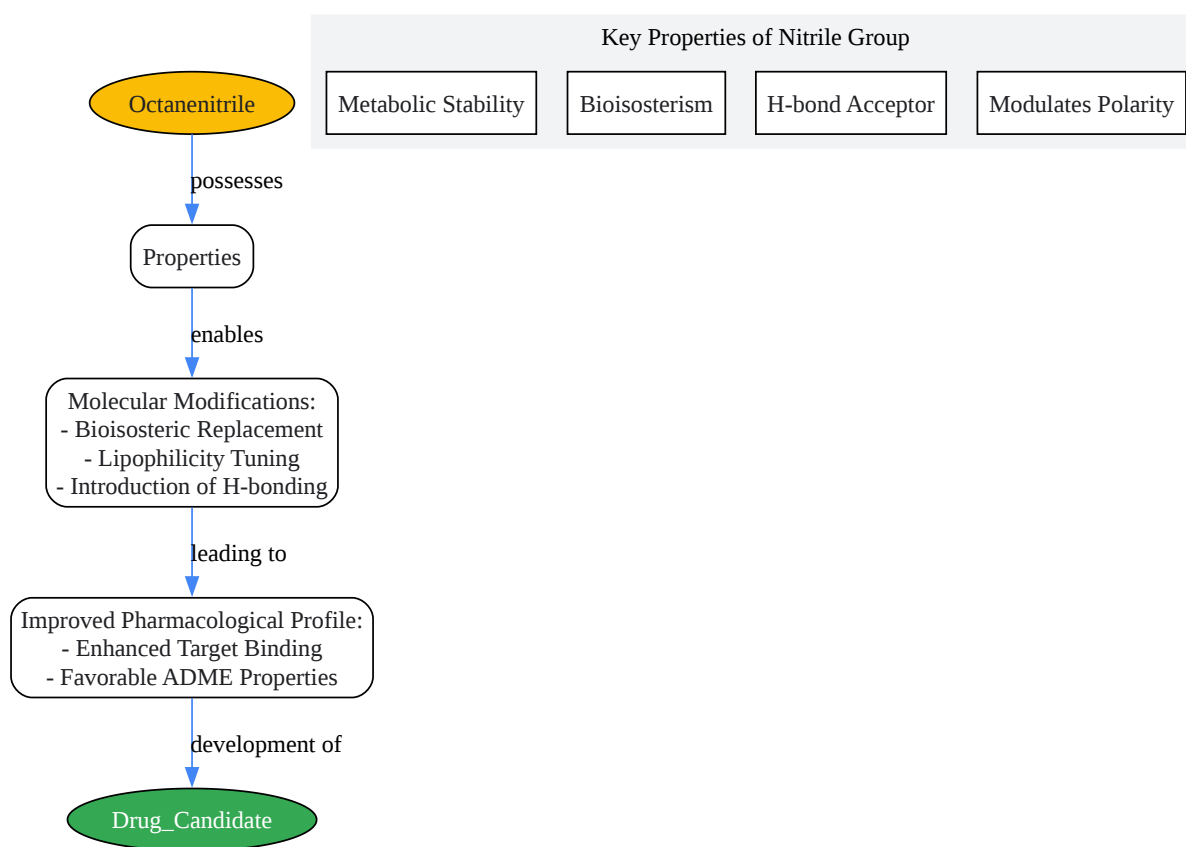 Key Properties of Nitrile Group
Octanenitrile
Metabolic Stability
Bioisosterism
H-bond Acceptor
Modulates Polarity
possesses
Properties
enables
Molecular Modifications:
- Bioisosteric Replacement
- Lipophilicity Tuning
- Introduction of H-bonding
leading to
Improved Pharmacological Profile:
- Enhanced Target Binding
- Favorable ADME Properties
development of
Drug_Candidate